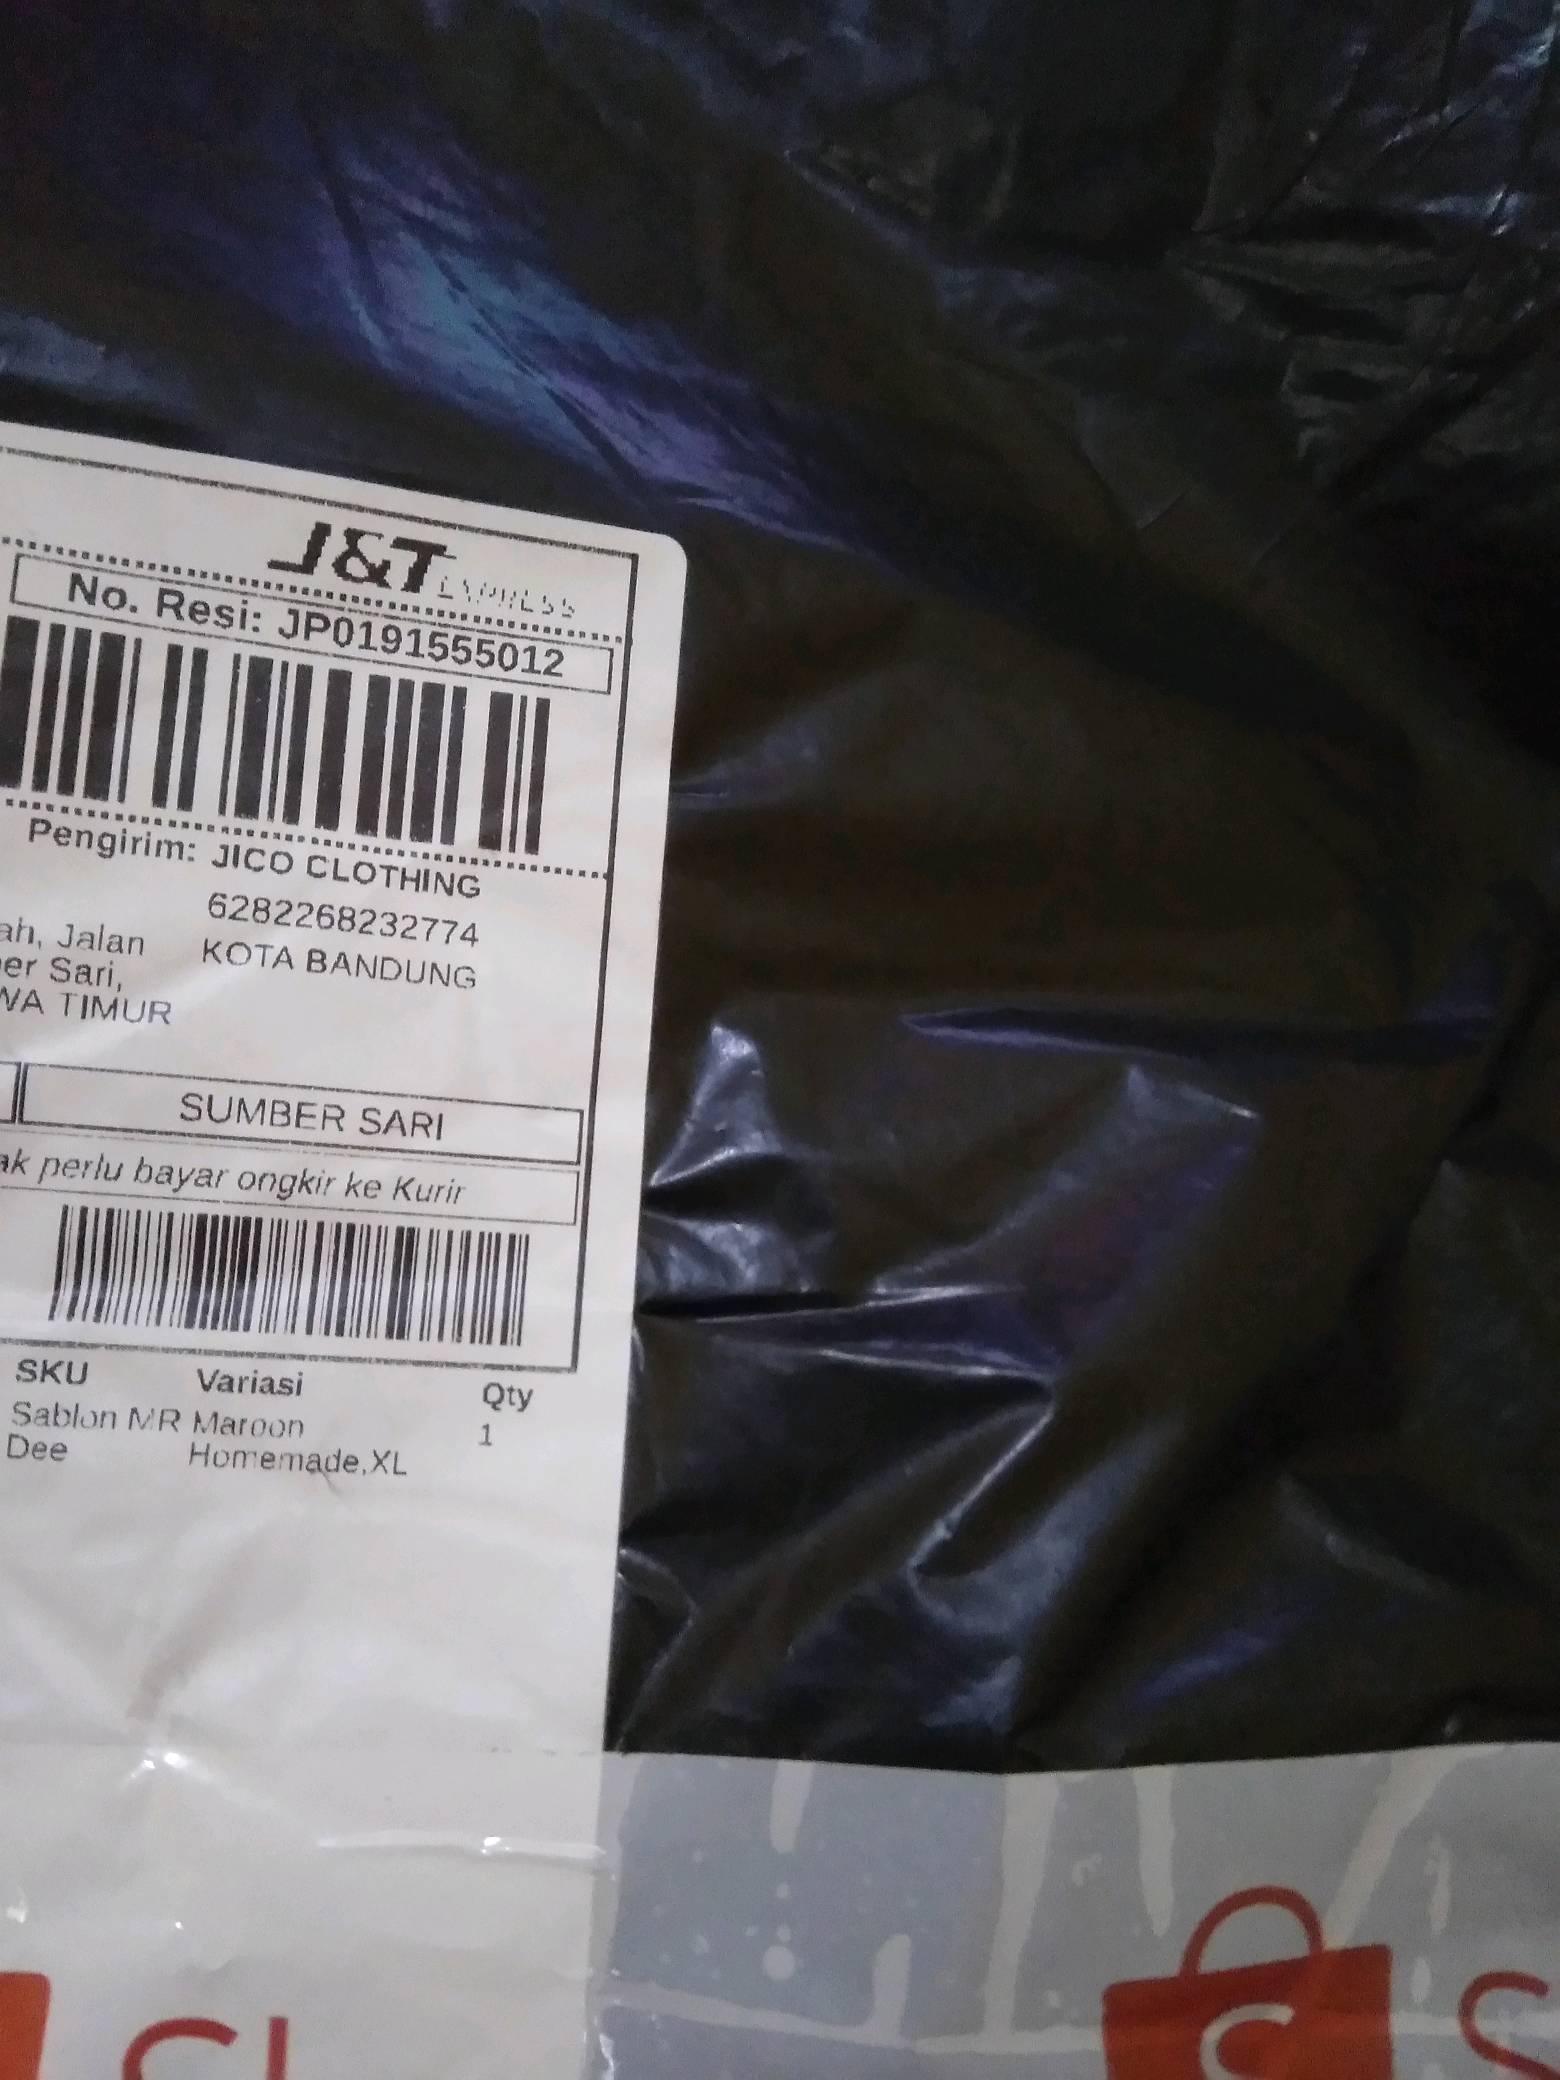 J&T EXPRESS
No. Resi: JP0191555012
Pengirim: JICO CLOTHING
6282268232774
ah, Jalan KOTA BANDUNG
er Sari,
WA TIMUR
SUMBER SARI
ak perlu bayar ongkir ke Kurir
SKU Variasi Qty
Sablon MR Maroon 1
Dee Homemade,XL
S